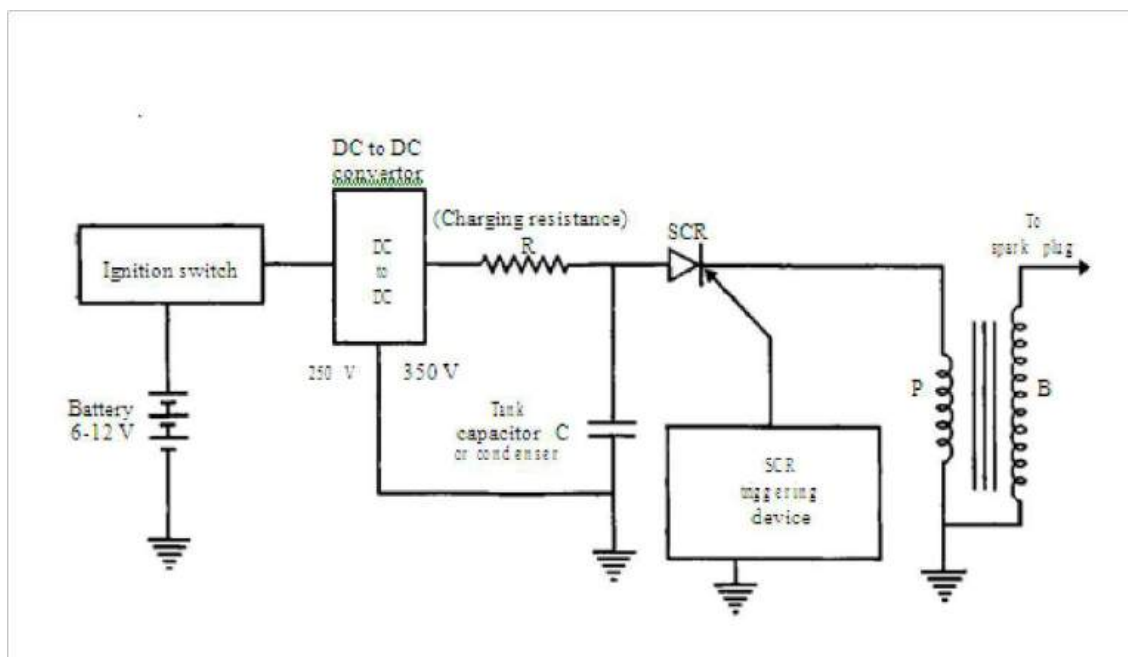 DC to DC
convertor
(Charging resistance)
R
SCR
To
spark plug
Ignition switch
DC
to
DC
250 V 350 V
Battery
6-12 V
Tank
capacitor C
or condenser
P
B
SCR
triggering
device